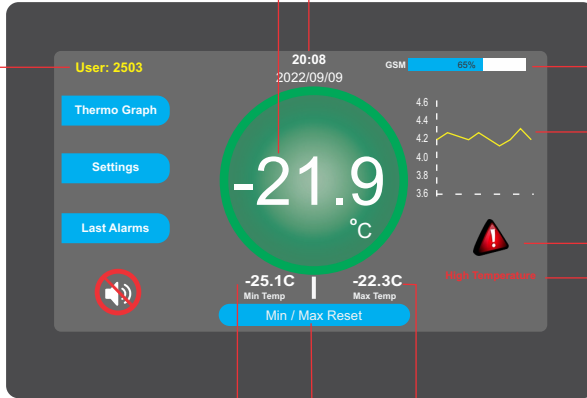 User: 2503
20:08
2022/09/09
GSM 65%
Thermo Graph
Settings
Last Alarms
-21.9
°C
4.6
4.4
4.2
4.0
3.8
3.6
High Temperature
-25.1C
Min Temp
-22.3C
Max Temp
Min / Max Reset